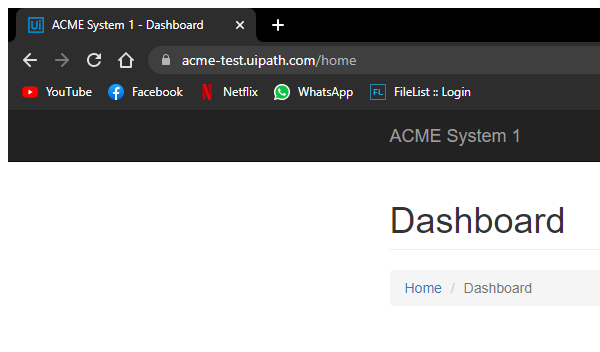 Ui ACME System 1 - Dashboard
acme-test.uipath.com/home
YouTube Facebook Netflix WhatsApp FL FileList :: Login
ACME System 1
Dashboard
Home / Dashboard